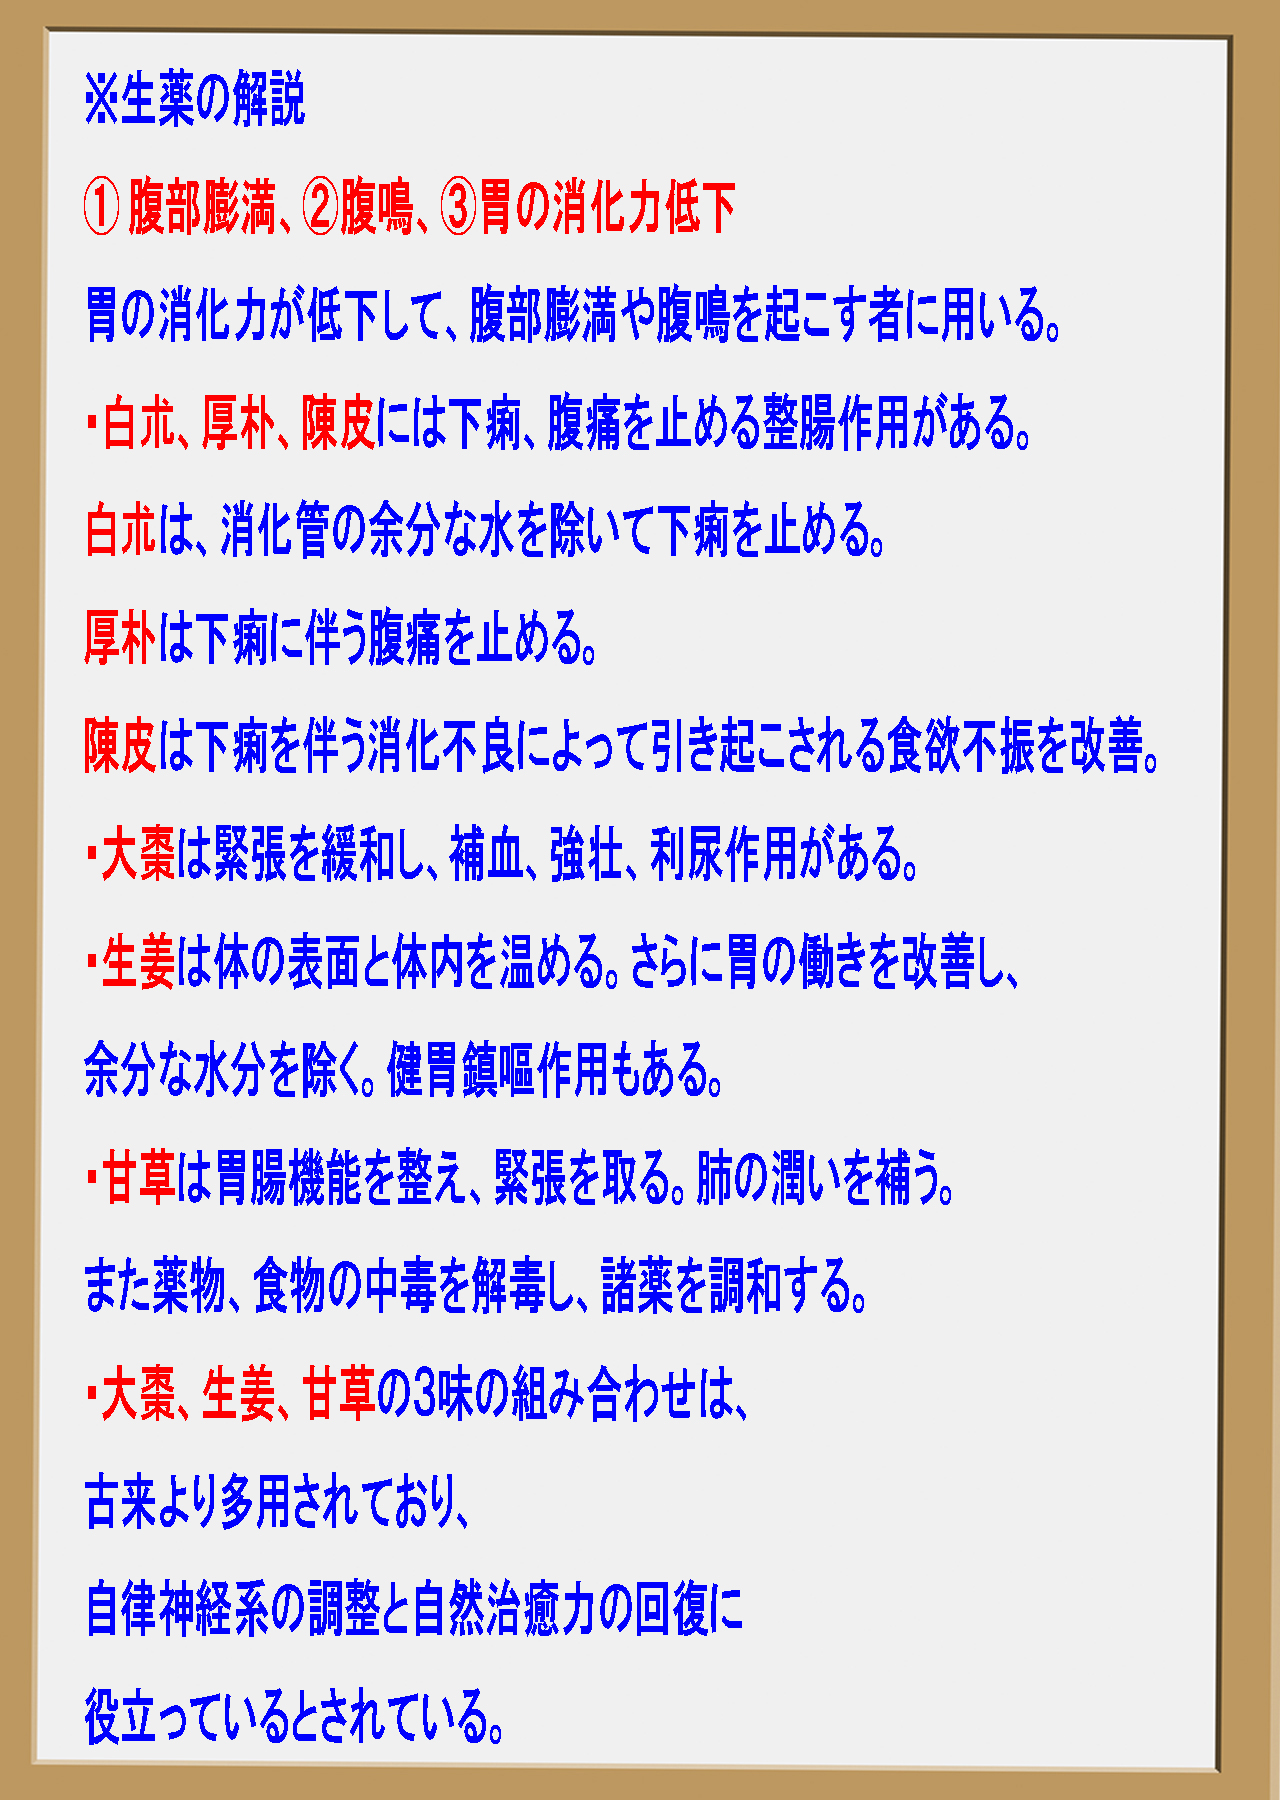 ※生薬の解説
① 腹部膨満、②腹鳴、③胃の消化力低下
胃の消化力が低下して、腹部膨満や腹鳴を起こす者に用いる。
・白朮、厚朴、陳皮には下痢、腹痛を止める整腸作用がある。
白朮は、消化管の余分な水を除いて下痢を止める。
厚朴は下痢に伴う腹痛を止める。
陳皮は下痢を伴う消化不良によって引き起こされる食欲不振を改善。
・大棗は緊張を緩和し、補血、強壮、利尿作用がある。
・生姜は体の表面と体内を温める。さらに胃の働きを改善し、
余分な水分を除く。健胃鎮嘔作用もある。
・甘草は胃腸機能を整え、緊張を取る。肺の潤いを補う。
また薬物、食物の中毒を解毒し、諸薬を調和する。
・大棗、生姜、甘草の3味の組み合わせは、
古来より多用されており、
自律神経系の調整と自然治癒力の回復に
役立っているとされている。